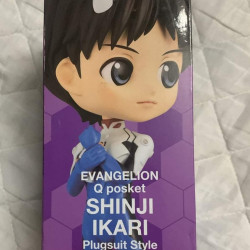 EVANGELION
Q posket
SHINJI
IKARI
Plugsuit Style